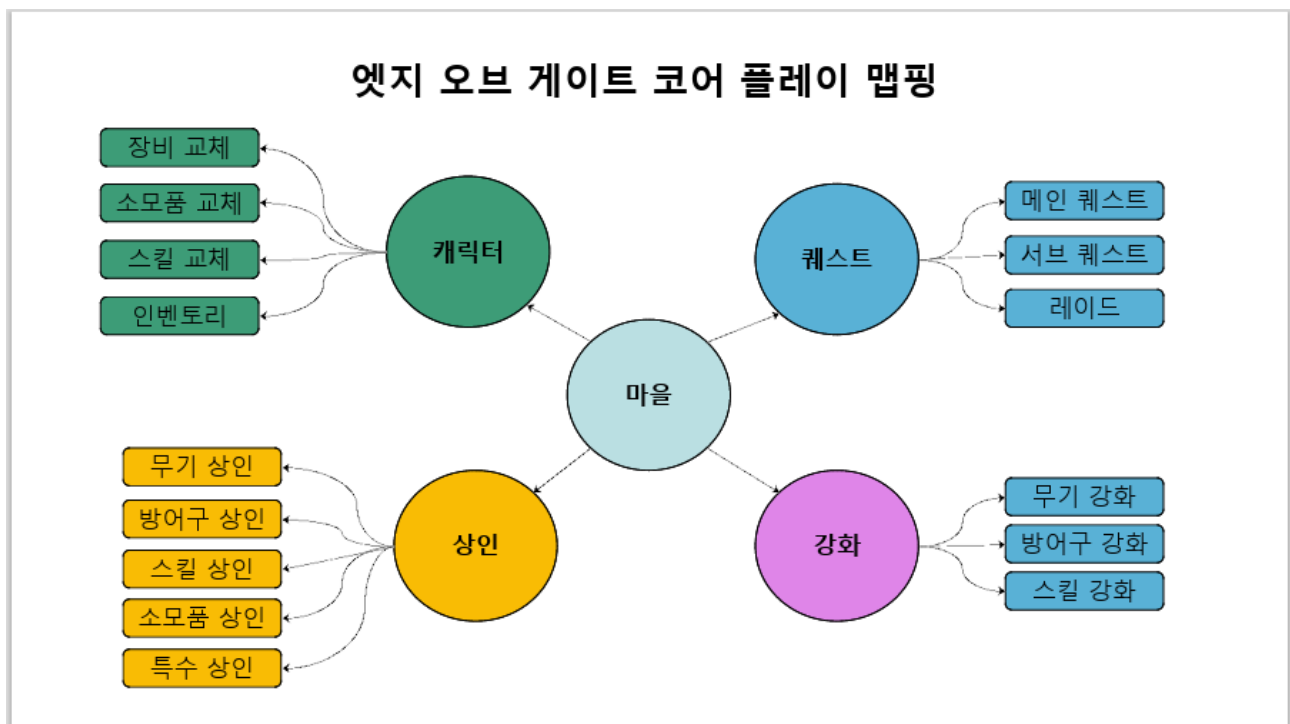 엣지 오브 게이트 코어 플레이 맵핑
장비 교체
소모품 교체
스킬 교체
인벤토리
캐릭터
퀘스트
메인 퀘스트
서브 퀘스트
레이드
마을
무기 상인
방어구 상인
스킬 상인
소모품 상인
특수 상인
상인
강화
무기 강화
방어구 강화
스킬 강화